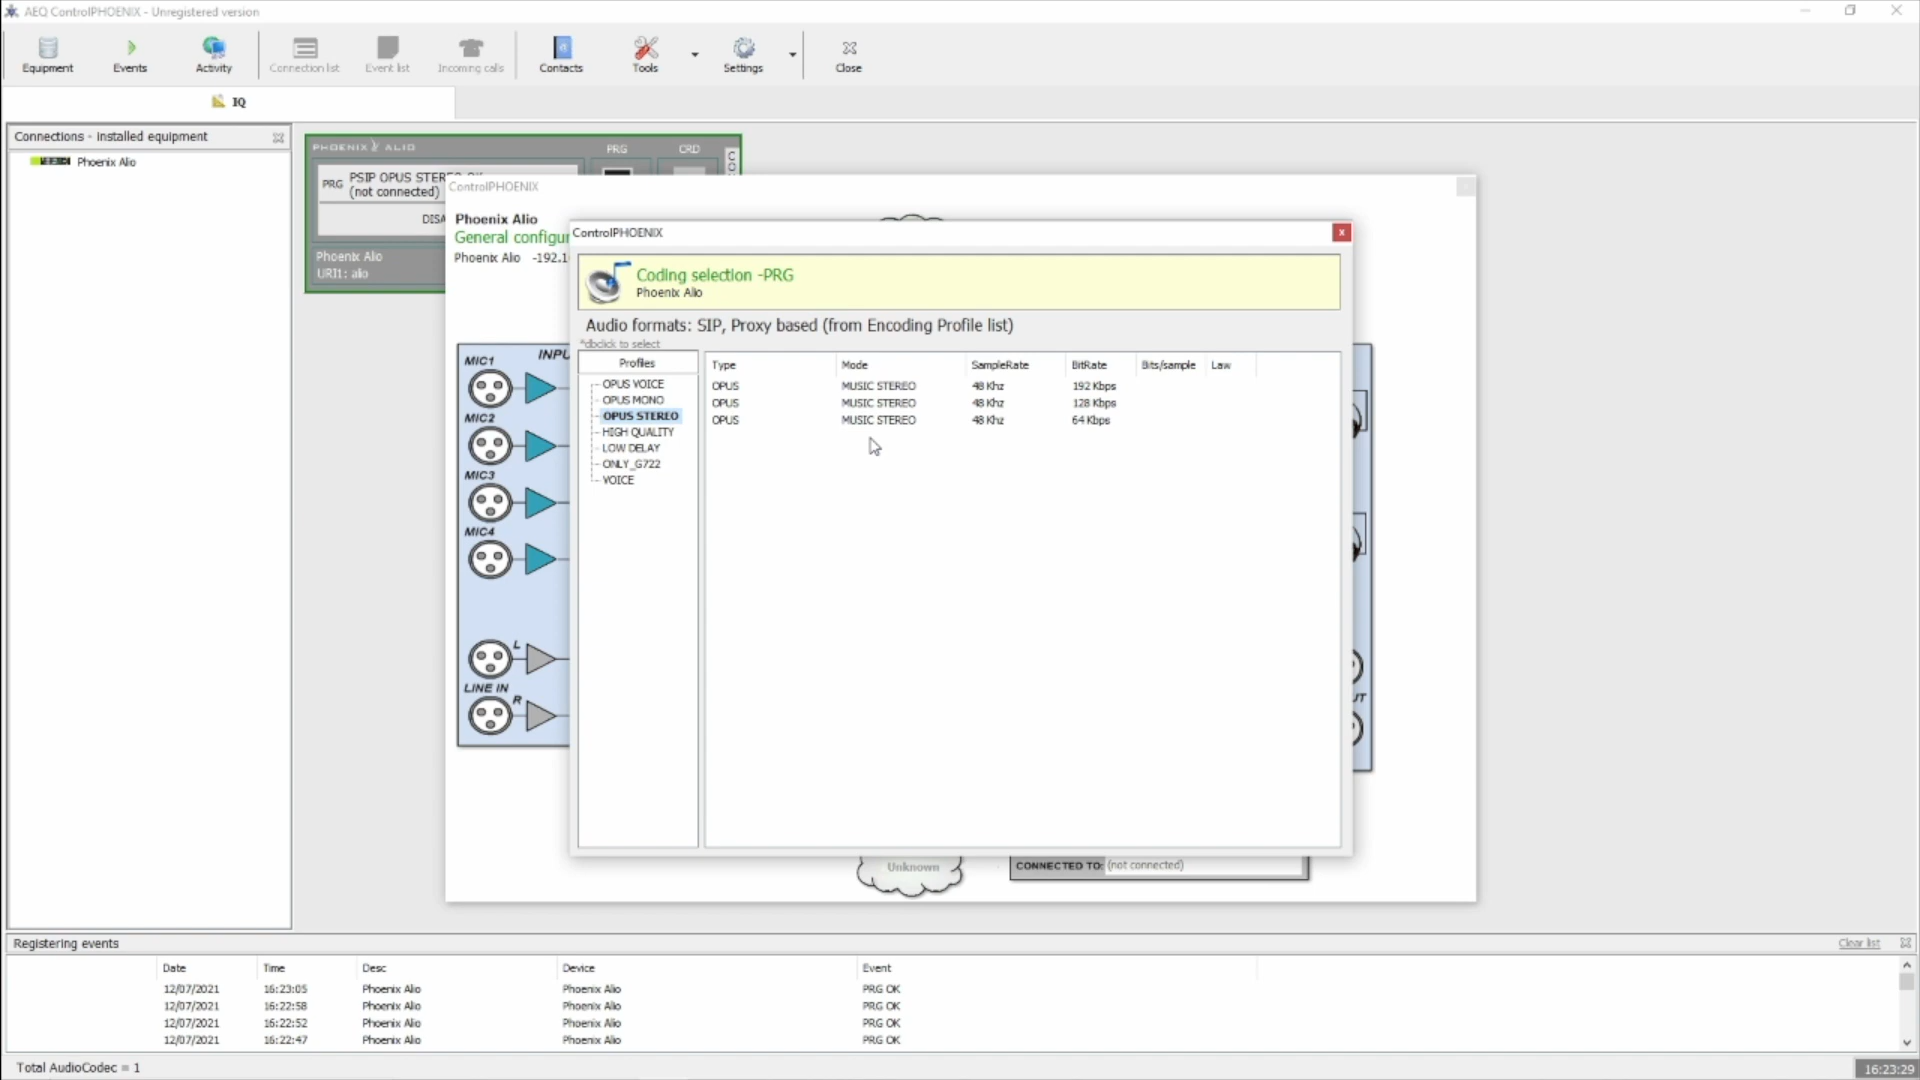 AEQ ControlPHOENIX - Unregistered version
Equipment Events Activity Connection list Event list Incoming calls Contacts Tools Settings Close
IQ
Connections - Installed equipment
Phoenix Alio
PHOENIX ALIO PRG CRD
PRG PSIP OPUS STEREO
(not connected)
Phoenix Alio
URI1: alio
ControlPHOENIX
Phoenix Alio
General configur
Phoenix Alio -192.1
ControlPHOENIX
x
Coding selection -PRG
Phoenix Alio
Audio formats: SIP, Proxy based (from Encoding Profile list)
*dbclick to select
Profiles
OPUS VOICE
OPUS MONO
OPUS STEREO
HIGH QUALITY
LOW DELAY
ONLY_G722
VOICE
Type Mode SampleRate BitRate Bits/sample Law
OPUS MUSIC STEREO 48 Khz 192 Kbps
OPUS MUSIC STEREO 48 Khz 128 Kbps
OPUS MUSIC STEREO 48 Khz 64 Kbps
INPU
MIC1
MIC2
MIC3
MIC4
L
LINE IN
R
UT
Unknown
CONNECTED TO: (not connected)
Registering events Clear list
Date Time Desc Device Event
12/07/2021 16:23:05 Phoenix Alio Phoenix Alio PRG OK
12/07/2021 16:22:58 Phoenix Alio Phoenix Alio PRG OK
12/07/2021 16:22:52 Phoenix Alio Phoenix Alio PRG OK
12/07/2021 16:22:47 Phoenix Alio Phoenix Alio PRG OK
Total AudioCodec = 1
16:23:29